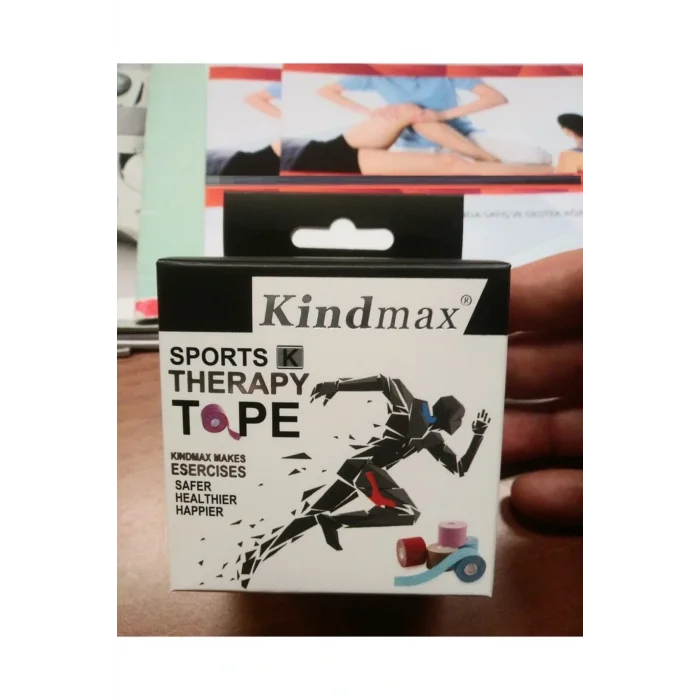 Kindmax®
SPORTS K
THERAPY
TAPE
KINDMAX MAKES
ESERCISES
SAFER
HEALTHIER
HAPPIER